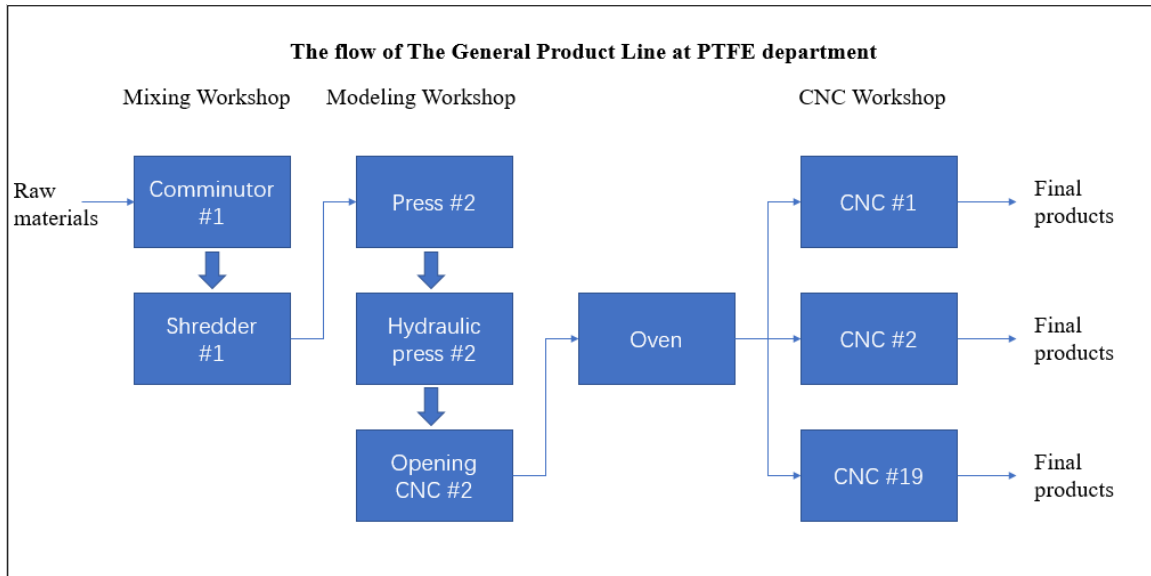 The flow of The General Product Line at PTFE department
Mixing Workshop
Modeling Workshop
CNC Workshop
Raw
materials
Comminutor
#1
Shredder
#1
Press #2
Hydraulic
press #2
Opening
CNC #2
Oven
CNC #1
Final
products
CNC #2
Final
products
CNC #19
Final
products